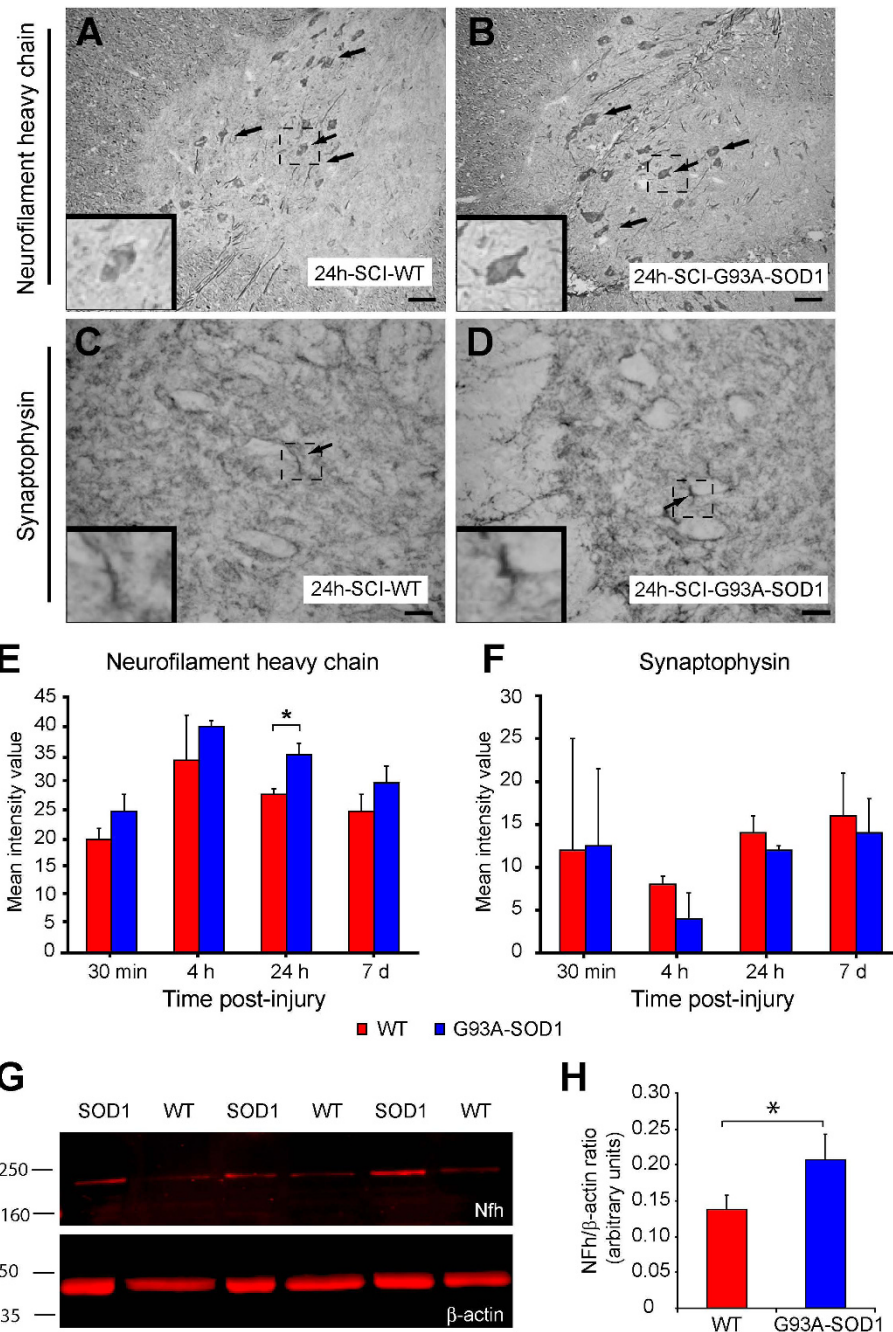 A
B
Neurofilament heavy chain
24h-SCI-WT
24h-SCI-G93A-SOD1
C
D
Synaptophysin
24h-SCI-WT
24h-SCI-G93A-SOD1
E
Neurofilament heavy chain
Mean intensity value
45
40
35
30
25
20
15
10
5
0
*
30 min 4 h 24 h 7 d
Time post-injury
F
Synaptophysin
Mean intensity value
30
25
20
15
10
5
0
30 min 4 h 24 h 7 d
Time post-injury
WT G93A-SOD1
G
SOD1 WT SOD1 WT SOD1 WT
250
160
Nfh
50
35
β-actin
H
NFh/β-actin ratio
(arbitrary units)
0.30
0.25
0.20
0.15
0.10
0.05
0
*
WT G93A-SOD1